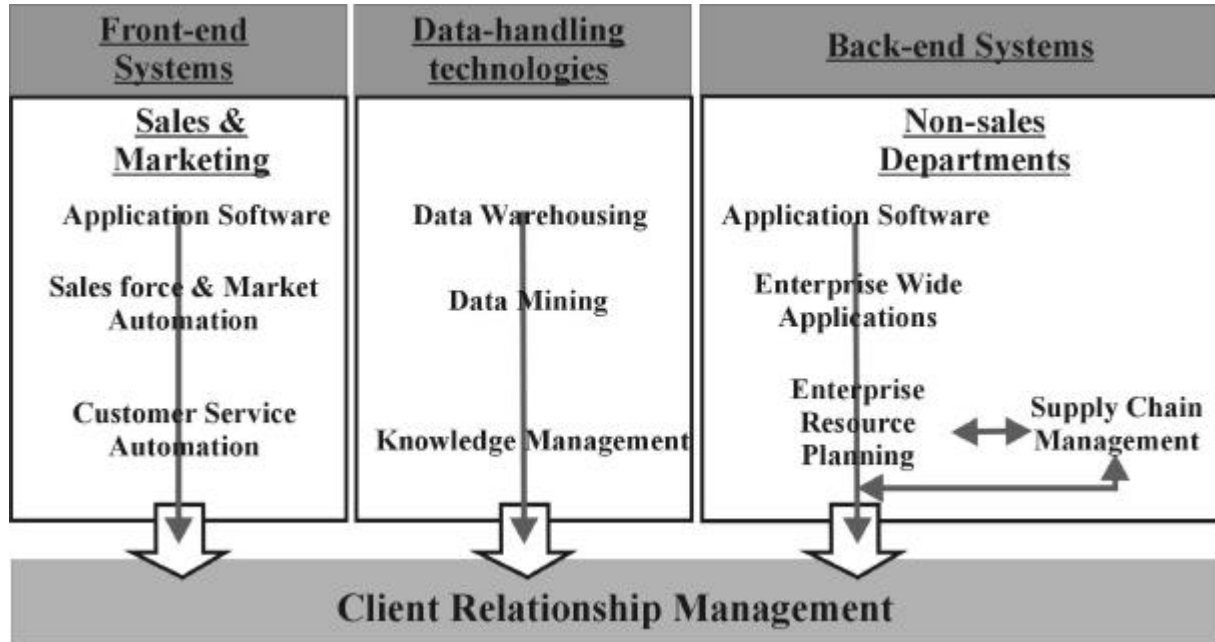 Front-end
Systems
Data-handling
technologies
Back-end Systems
Sales &
Marketing
Application Software
Sales force & Market
Automation
Customer Service
Automation
Data Warehousing
Data Mining
Knowledge Management
Non-sales
Departments
Application Software
Enterprise Wide
Applications
Enterprise
Resource
Planning
Supply Chain
Management
Client Relationship Management